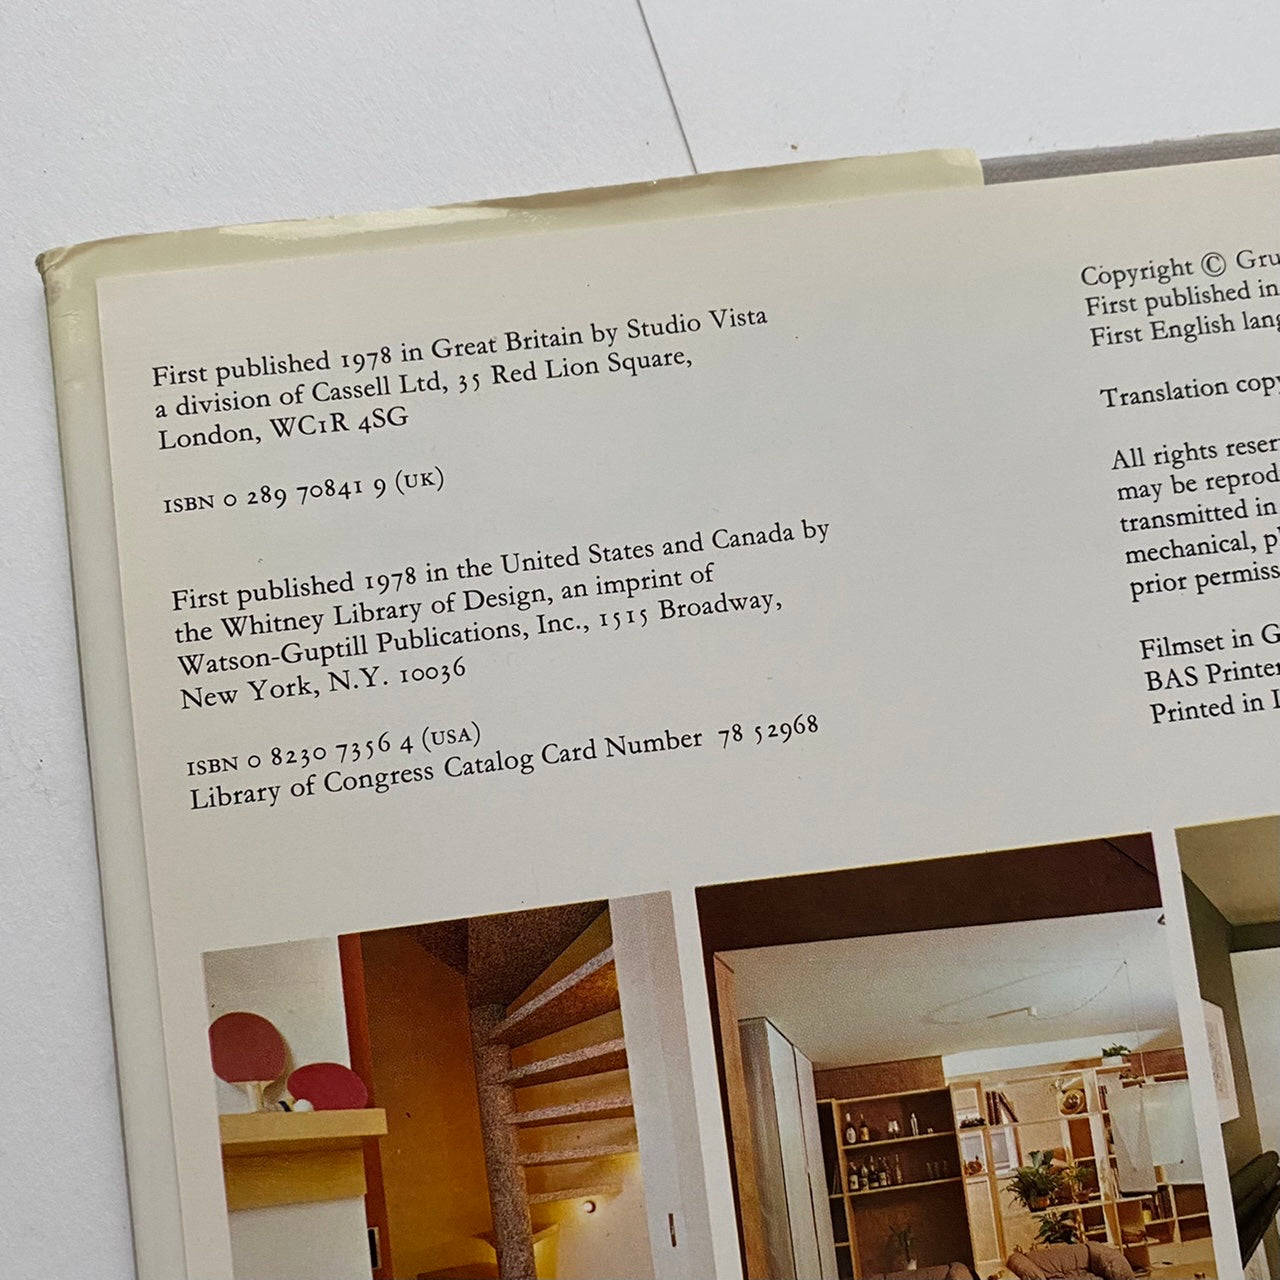 First published 1978 in Great Britain by Studio Vista
a division of Cassell Ltd, 35 Red Lion Square,
London, WC1R 4SG
ISBN 0 289 70841 9 (UK)
First published 1978 in the United States and Canada by
the Whitney Library of Design, an imprint of
Watson-Guptill Publications, Inc., 1515 Broadway,
New York, N.Y. 10036
ISBN 0 8230 7356 4 (USA)
Library of Congress Catalog Card Number 78 52968
Copyright ©
First published in
First English
Translation
All rights
may be
transmitted in
mechanical,
prior
Filmset in
BAS
Printed in